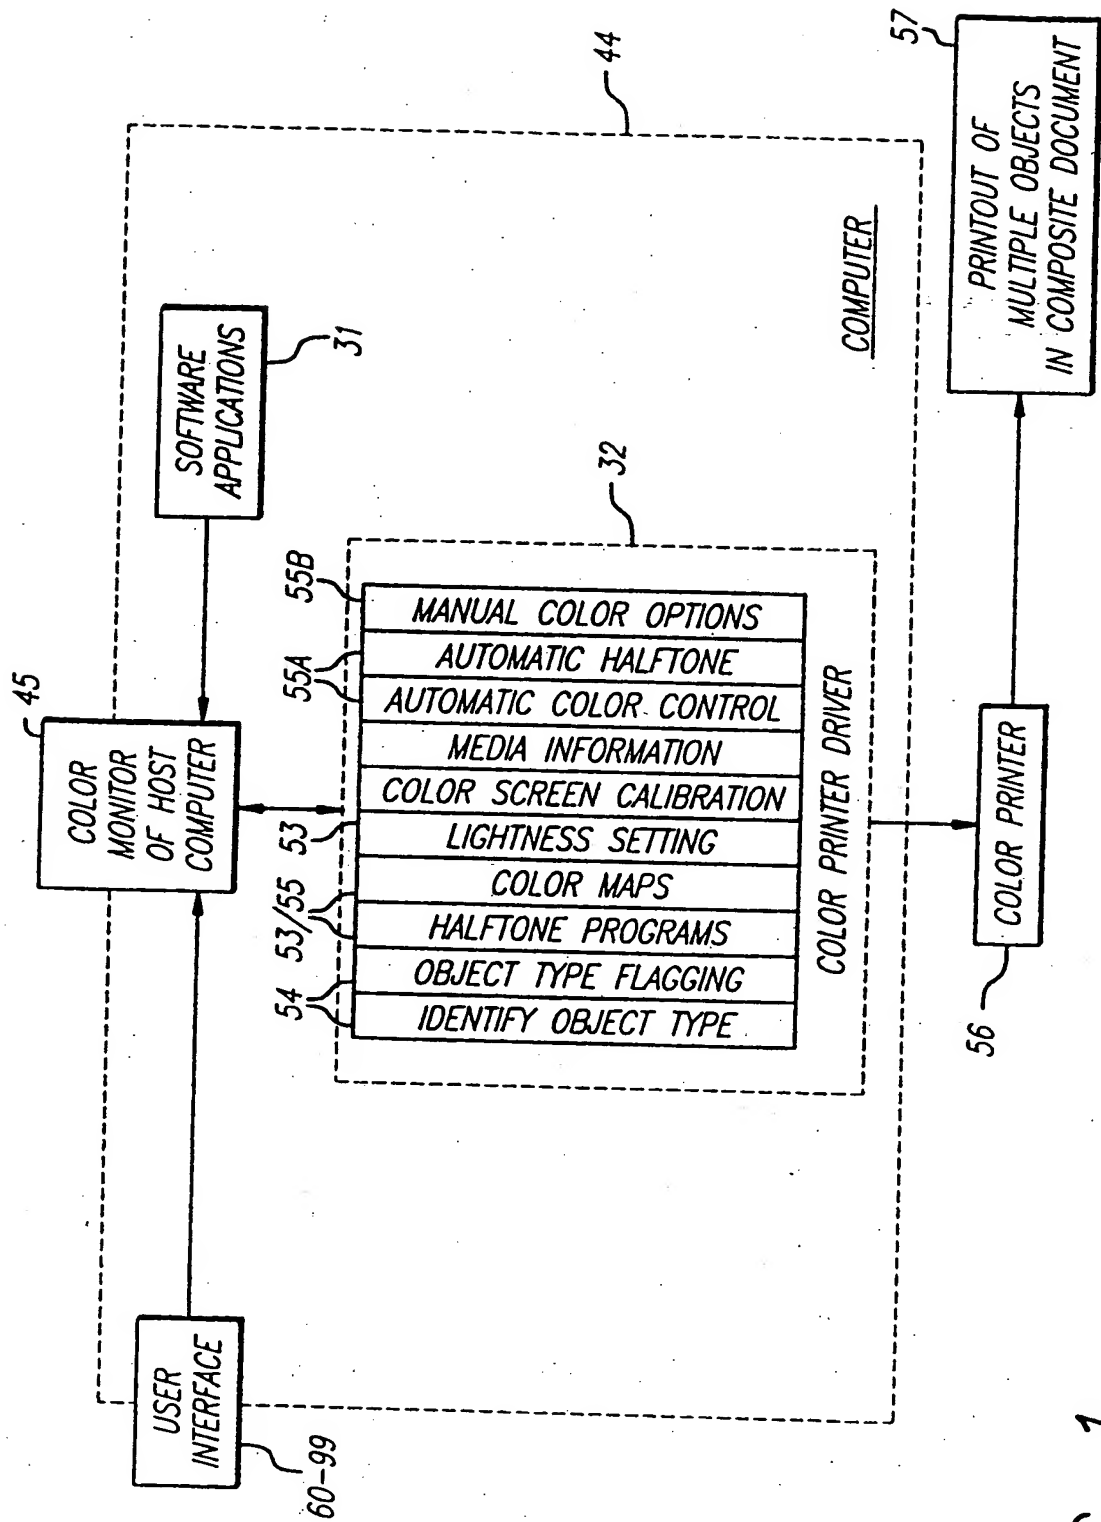 45
COLOR
MONITOR
OF HOST
COMPUTER
SOFTWARE
APPLICATIONS
31
44
USER
INTERFACE
60-99
32
55B
55A
53
53/55
54
MANUAL COLOR OPTIONS
AUTOMATIC HALFTONE
AUTOMATIC COLOR CONTROL
MEDIA INFORMATION
COLOR SCREEN CALIBRATION
LIGHTNESS SETTING
COLOR MAPS
HALFTONE PROGRAMS
OBJECT TYPE FLAGGING
IDENTIFY OBJECT TYPE
COLOR PRINTER DRIVER
COMPUTER
COLOR PRINTER
56
57
PRINTOUT OF
MULTIPLE OBJECTS
IN COMPOSITE DOCUMENT
1